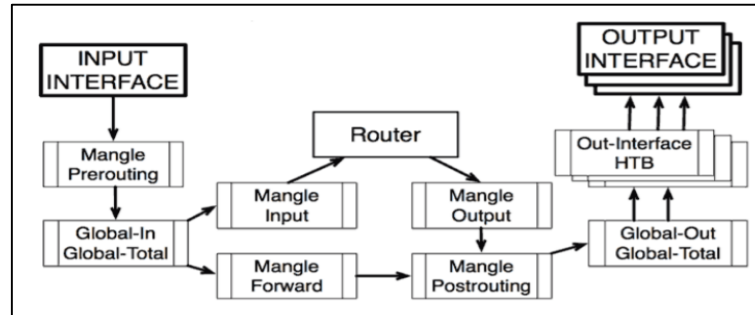 INPUT
INTERFACE
OUTPUT
INTERFACE
Router
Out-Interface
HTB
Mangle
Prerouting
Mangle
Input
Mangle
Output
Global-In
Global-Total
Global-Out
Global-Total
Mangle
Forward
Mangle
Postrouting